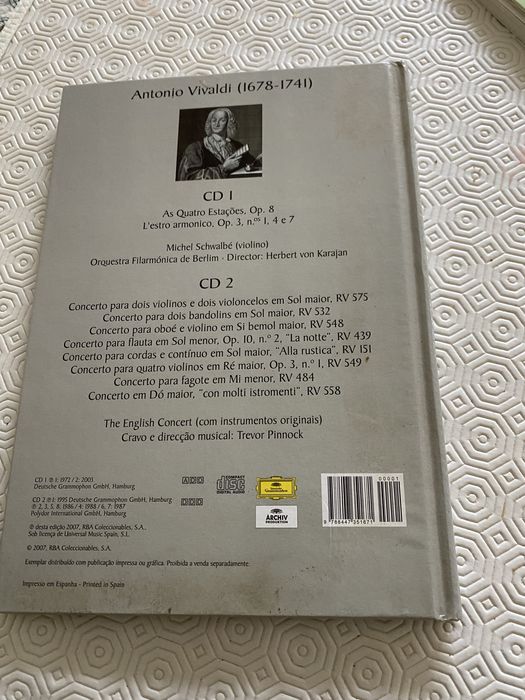 Antonio Vivaldi (1678-1741)
CD 1
As Quatro Estações, Op. 8
L'estro armonico, Op. 3, n.os 1, 4 e 7
Michel Schwalbé (violino)
Orquestra Filarmónica de Berlim · Director: Herbert von Karajan
CD 2
Concerto para dois violinos e dois violoncelos em Sol maior, RV 575
Concerto para dois bandolins em Sol maior, RV 532
Concerto para oboé e violino em Si bemol maior, RV 548
Concerto para flauta em Sol menor, Op. 10, n.º 2, "La notte", RV 439
Concerto para cordas e contínuo em Sol maior, "Alla rustica", RV 151
Concerto para quatro violinos em Ré maior, Op. 3, n.º 1, RV 549
Concerto para fagote em Mi menor, RV 484
Concerto em Dó maior, "con molti istromenti", RV 558
The English Concert (com instrumentos originais)
Cravo e direcção musical: Trevor Pinnock
CD 1 ℗ 1: 1972 / 2: 2003
Deutsche Grammophon GmbH, Hamburg
ADD
COMPACT
disc
DIGITAL AUDIO
Deutsche
Grammophon
00001
CD 2 ℗ 1: 1995 Deutsche Grammophon GmbH, Hamburg
℗ 2, 3, 5, 8: 1986 / 4: 1988 / 6, 7: 1987
Polydor International GmbH, Hamburg
DDD
ARCHIV
PRODUKTION
9788447351671
℗ desta edição 2007, RBA Coleccionables, S.A.,
Sob licença de Universal Music Spain, S.L.
© 2007, RBA Coleccionables, S.A.
Exemplar distribuído com publicação impressa ou gráfica. Proibida a venda separadamente.
Impresso em Espanha - Printed in Spain